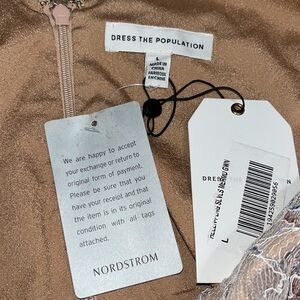 DRESS THE POPULATION
L
MADE IN
CHINA
We are happy to accept
your exchange or return to
original form of payment.
Please be sure that you
have your receipt and that
the item is in its original
condition with all tags
attached.
NORDSTROM
DRESS
L